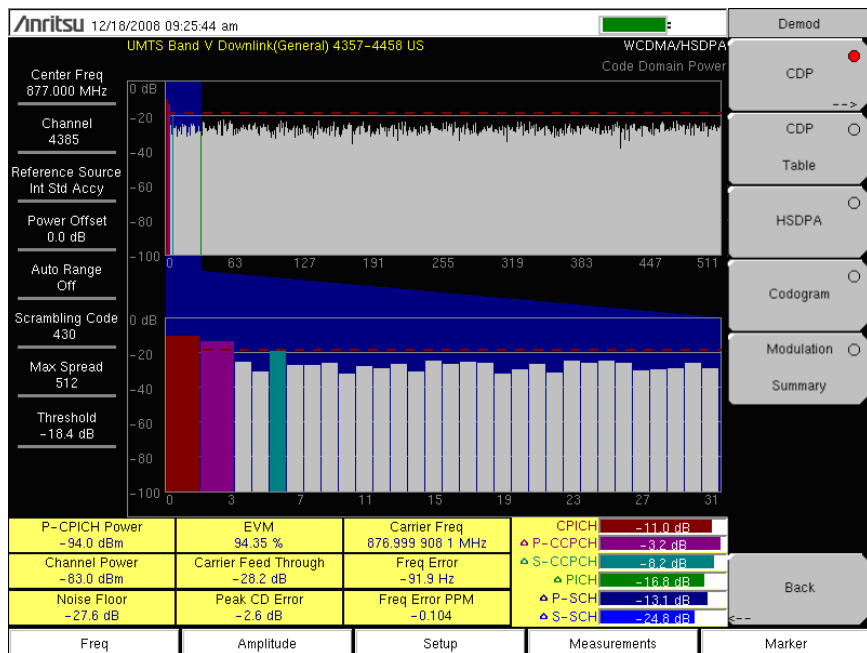 Anritsu 12/18/2008 09:25:44 am
UMTS Band V Downlink(General) 4357-4458 US
WCDMA/HSDPA
Code Domain Power
Center Freq
877.000 MHz
Channel
4385
Reference Source
Int Std Accy
Power Offset
0.0 dB
Auto Range
Off
Scrambling Code
430
Max Spread
512
Threshold
-18.4 dB
0 dB
-20
-40
-60
-80
-100
0 63 127 191 255 319 383 447 511
0 dB
-20
-40
-60
-80
-100
0 3 7 11 15 19 23 27 31
P-CPICH Power
-94.0 dBm
EVM
94.35 %
Carrier Freq
876.999 908 1 MHz
Channel Power
-83.0 dBm
Carrier Feed Through
-28.2 dB
Freq Error
-91.9 Hz
Noise Floor
-27.6 dB
Peak CD Error
-2.6 dB
Freq Error PPM
-0.104
CPICH -11.0 dB
△ P-CCPCH -3.2 dB
△ S-CCPCH -8.2 dB
△ PICH -16.8 dB
△ P-SCH -13.1 dB
△ S-SCH -24.8 dB
Demod
CDP
-->
CDP
Table
HSDPA
Codogram
Modulation
Summary
Back
<--
Freq
Amplitude
Setup
Measurements
Marker